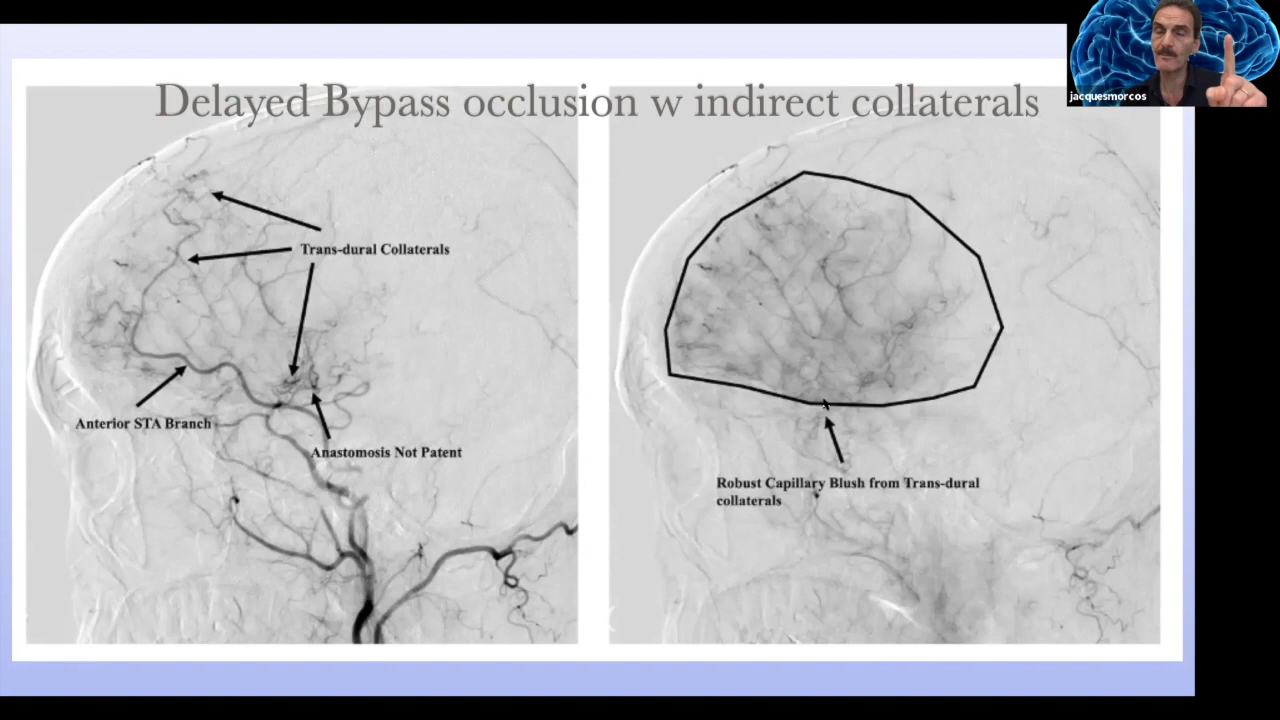 jacquesmorcos
Delayed Bypass occlusion w indirect collaterals
Trans-dural Collaterals
Anterior STA Branch
Anastomosis Not Patent
Robust Capillary Blush from Trans-dural
collaterals